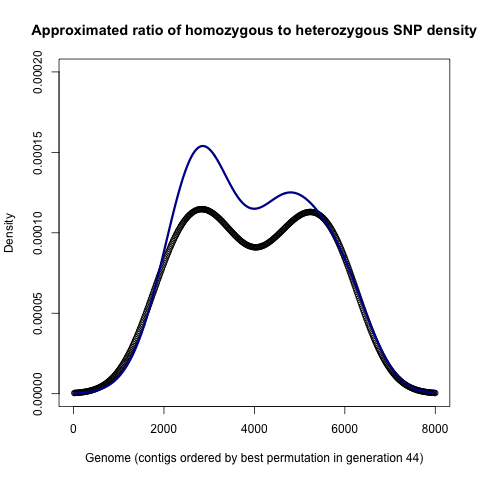 Approximated ratio of homozygous to heterozygous SNP density
0.00020
0.00015
0.00010
0.00005
0.00000
Density
0 2000 4000 6000 8000
Genome (contigs ordered by best permutation in generation 44)